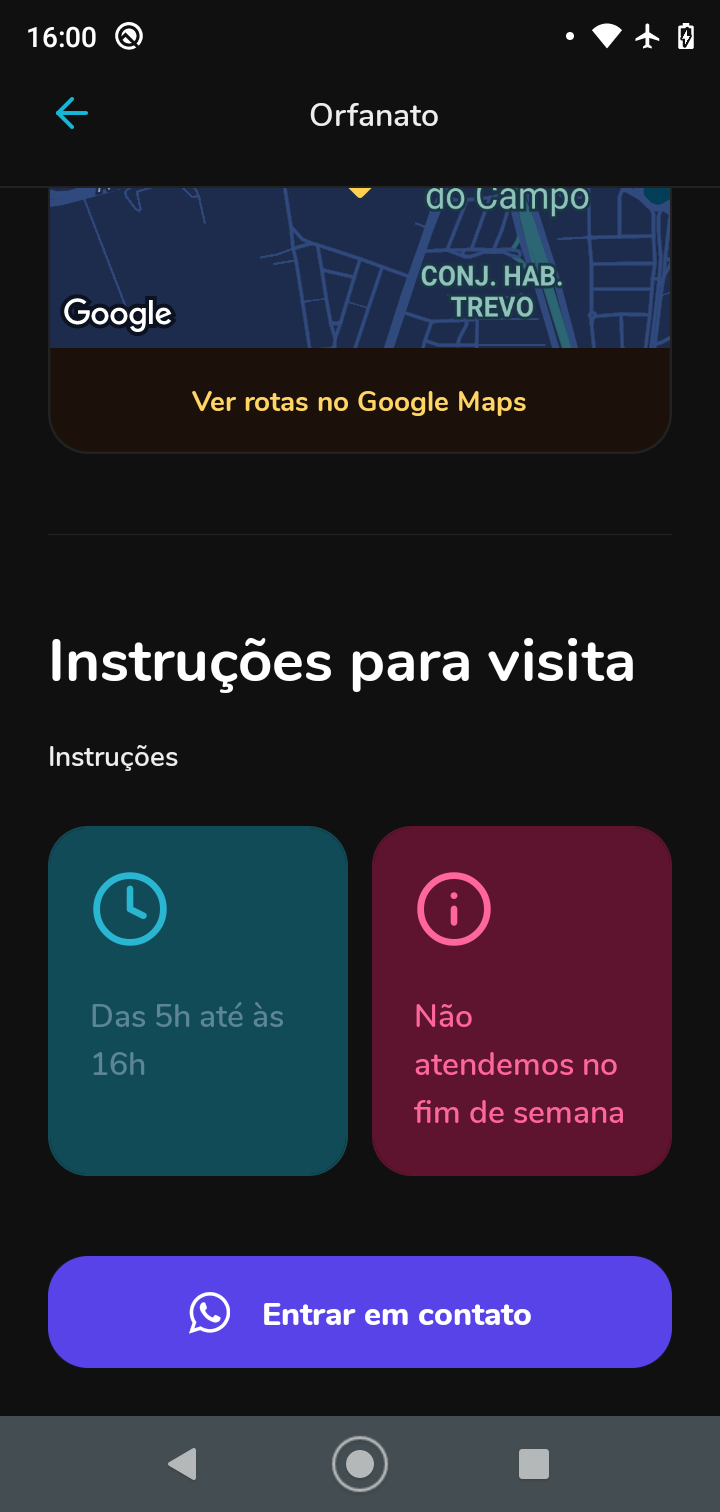 16:00
Orfanato
do Campo
CONJ. HAB.
TREVO
Google
Ver rotas no Google Maps
Instruções para visita
Instruções
Das 5h até às
16h
Não
atendemos no
fim de semana
Entrar em contato